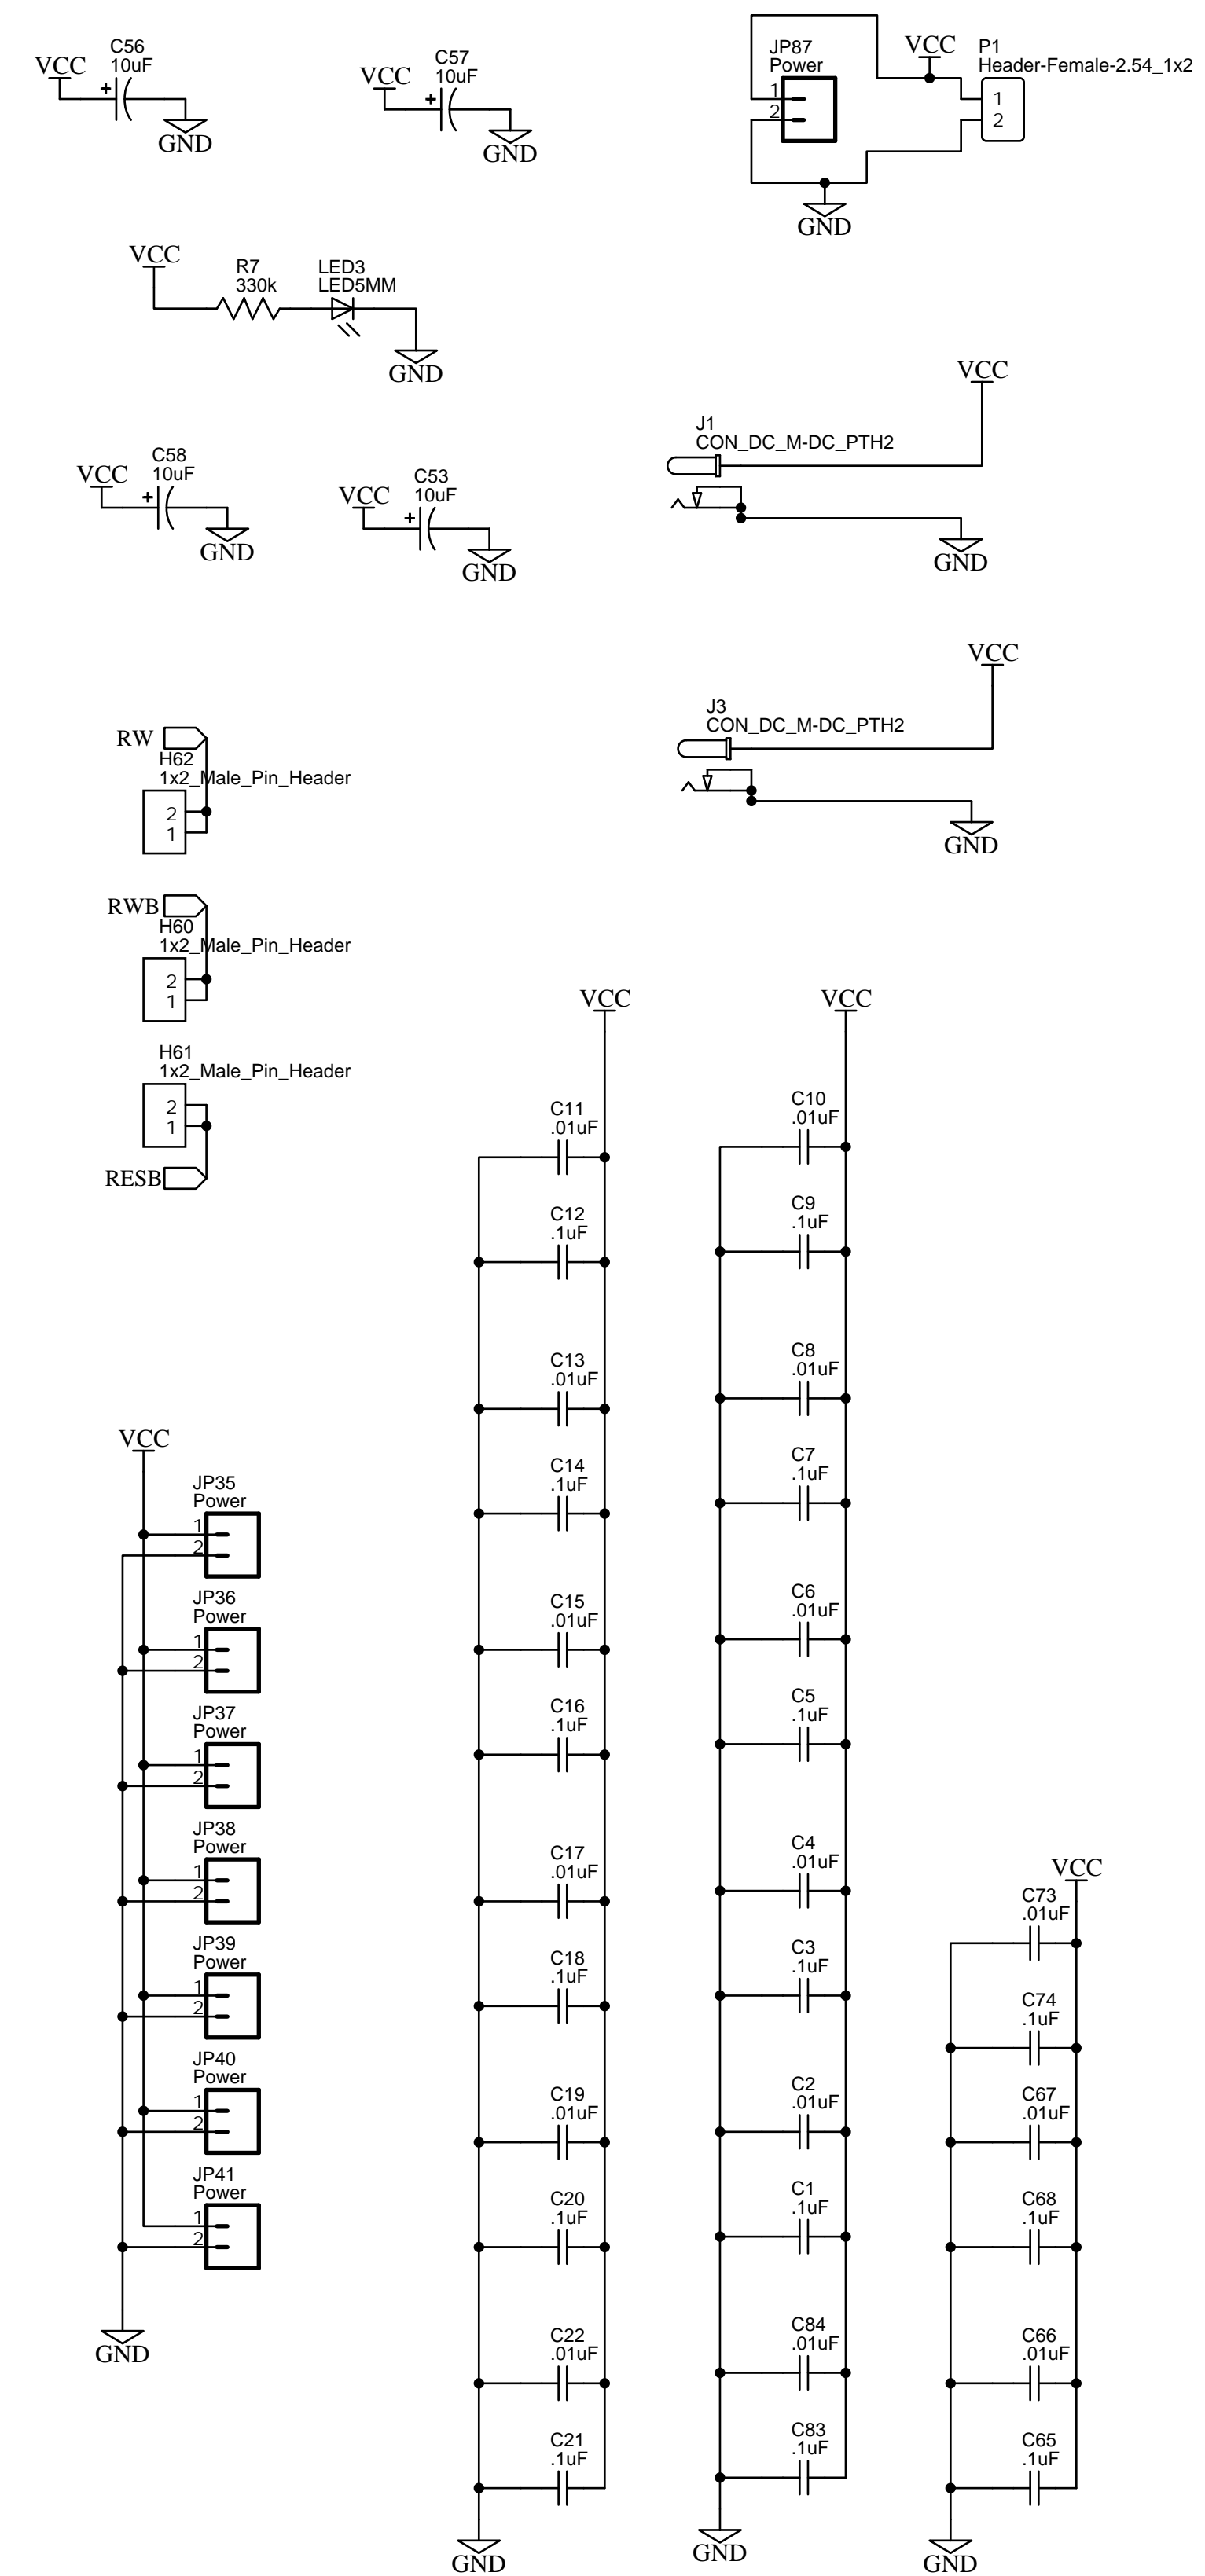 C56
10uF
VCC
+
GND
C57
10uF
VCC
+
GND
JP87
Power
1
2
VCC
P1
Header-Female-2.54_1x2
1
2
GND
VCC
R7
330k
LED3
LED5MM
GND
VCC
J1
CON_DC_M-DC_PTH2
GND
C58
10uF
VCC
+
GND
C53
10uF
VCC
+
GND
VCC
J3
CON_DC_M-DC_PTH2
GND
RW
H62
1x2_Male_Pin_Header
2
1
RWB
H60
1x2_Male_Pin_Header
2
1
H61
1x2_Male_Pin_Header
2
1
RESB
VCC
JP35
Power
1
2
JP36
Power
1
2
JP37
Power
1
2
JP38
Power
1
2
JP39
Power
1
2
JP40
Power
1
2
JP41
Power
1
2
GND
VCC
C11
.01uF
C12
.1uF
C13
.01uF
C14
.1uF
C15
.01uF
C16
.1uF
C17
.01uF
C18
.1uF
C19
.01uF
C20
.1uF
C22
.01uF
C21
.1uF
GND
VCC
C10
.01uF
C9
.1uF
C8
.01uF
C7
.1uF
C6
.01uF
C5
.1uF
C4
.01uF
C3
.1uF
C2
.01uF
C1
.1uF
C84
.01uF
C83
.1uF
GND
VCC
C73
.01uF
C74
.1uF
C67
.01uF
C68
.1uF
C66
.01uF
C65
.1uF
GND